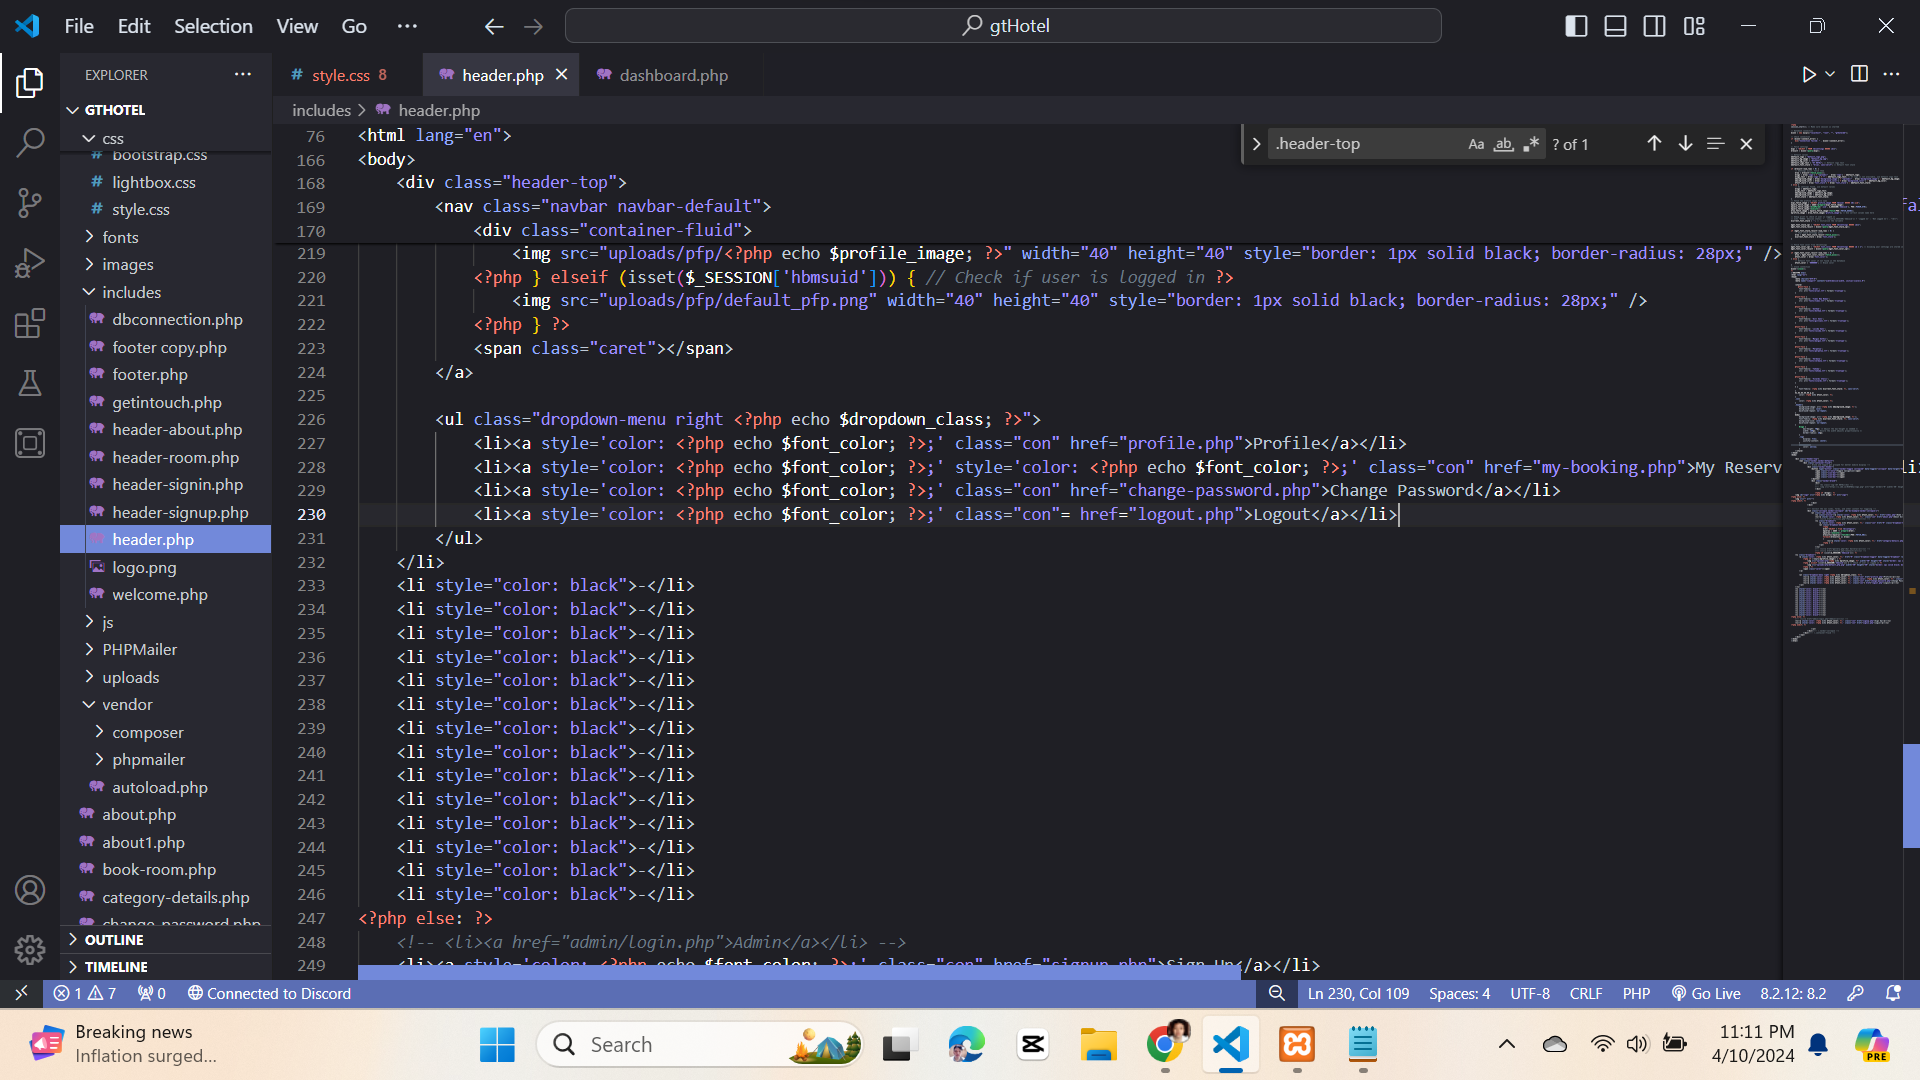 File Edit Selection View Go ···
gtHotel
EXPLORER
GTHOTEL
css
bootstrap.css
lightbox.css
style.css
fonts
images
includes
dbconnection.php
footer copy.php
footer.php
getintouch.php
header-about.php
header-room.php
header-signin.php
header-signup.php
header.php
logo.png
welcome.php
js
PHPMailer
uploads
vendor
composer
phpmailer
autoload.php
about.php
about1.php
book-room.php
category-details.php
change-password.php
OUTLINE
TIMELINE
style.css 8 header.php dashboard.php
includes > header.php
.header-top Aa ab ? of 1
76 <html lang="en">
166 <body>
168 <div class="header-top">
169 <nav class="navbar navbar-default">
170 <div class="container-fluid">
219 <img src="uploads/pfp/<?php echo $profile_image; ?>" width="40" height="40" style="border: 1px solid black; border-radius: 28px;" />
220 <?php } elseif (isset($_SESSION['hbmsuid'])) { // Check if user is logged in ?>
221 <img src="uploads/pfp/default_pfp.png" width="40" height="40" style="border: 1px solid black; border-radius: 28px;" />
222 <?php } ?>
223 <span class="caret"></span>
224 </a>
225
226 <ul class="dropdown-menu right <?php echo $dropdown_class; ?>">
227 <li><a style='color: <?php echo $font_color; ?>;' class="con" href="profile.php">Profile</a></li>
228 <li><a style='color: <?php echo $font_color; ?>;' style='color: <?php echo $font_color; ?>;' class="con" href="my-booking.php">My Reserv
229 <li><a style='color: <?php echo $font_color; ?>;' class="con" href="change-password.php">Change Password</a></li>
230 <li><a style='color: <?php echo $font_color; ?>;' class="con"= href="logout.php">Logout</a></li>
231 </ul>
232 </li>
233 <li style="color: black">-</li>
234 <li style="color: black">-</li>
235 <li style="color: black">-</li>
236 <li style="color: black">-</li>
237 <li style="color: black">-</li>
238 <li style="color: black">-</li>
239 <li style="color: black">-</li>
240 <li style="color: black">-</li>
241 <li style="color: black">-</li>
242 <li style="color: black">-</li>
243 <li style="color: black">-</li>
244 <li style="color: black">-</li>
245 <li style="color: black">-</li>
246 <li style="color: black">-</li>
247 <?php else: ?>
248 <!-- <li><a href="admin/login.php">Admin</a></li> -->
249 <li><a style='color: <?php echo $font_color; ?>;' class="con" href="signup.php">Sign Up</a></li>
1 7 0 Connected to Discord Ln 230, Col 109 Spaces: 4 UTF-8 CRLF PHP Go Live 8.2.12: 8.2
Breaking news
Inflation surged...
Search
PRE
11:11 PM
4/10/2024